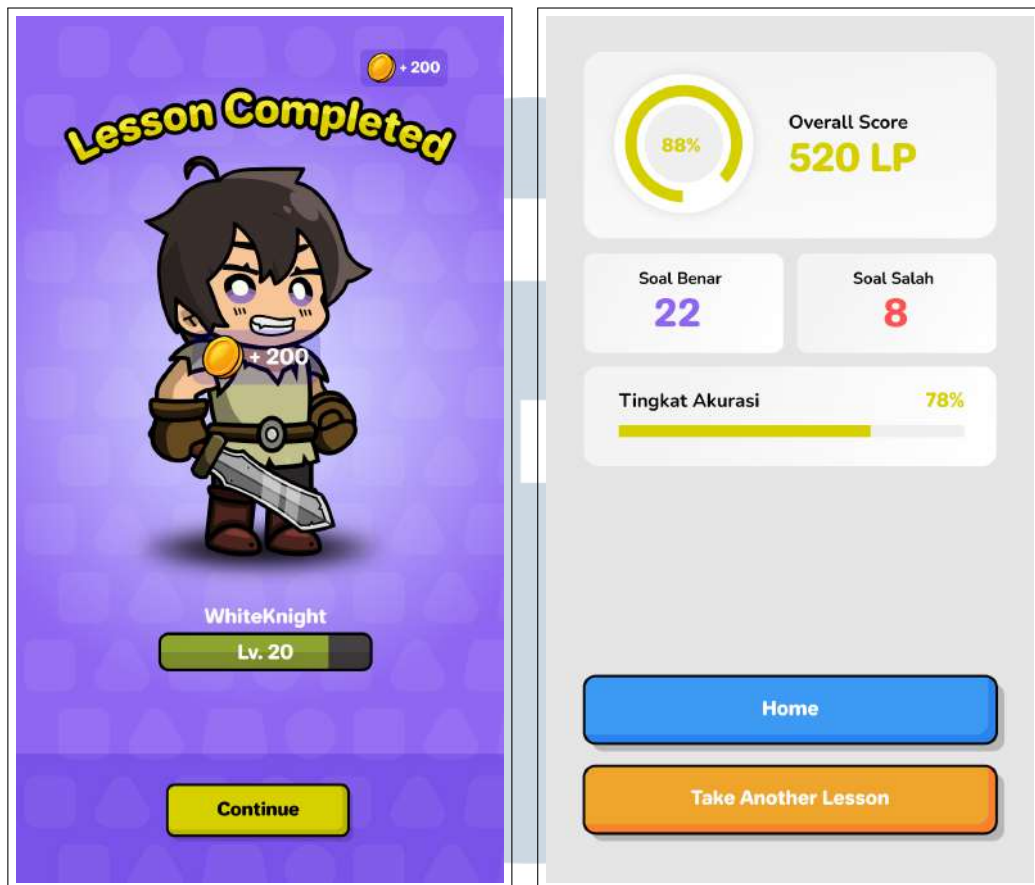 + 200
Lesson Completed
+ 200
WhiteKnight
Lv. 20
Continue
88%
Overall Score
520 LP
Soal Benar
22
Soal Salah
8
Tingkat Akurasi
78%
Home
Take Another Lesson